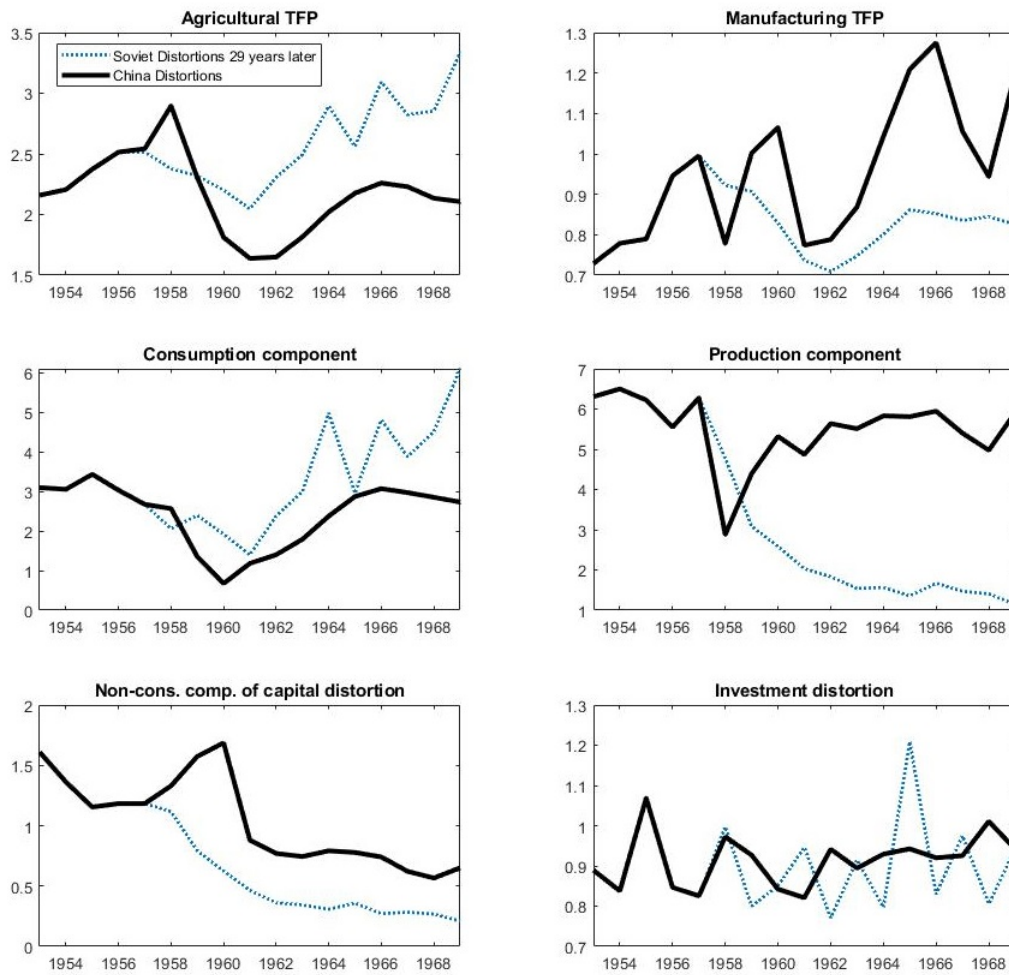 Agricultural TFP
3.5
3
2.5
2
1.5
Soviet Distortions 29 years later
China Distortions
1954 1956 1958 1960 1962 1964 1966 1968
Manufacturing TFP
1.3
1.2
1.1
1
0.9
0.8
0.7
1954 1956 1958 1960 1962 1964 1966 1968
Consumption component
6
5
4
3
2
1
0
1954 1956 1958 1960 1962 1964 1966 1968
Production component
7
6
5
4
3
2
1
1954 1956 1958 1960 1962 1964 1966 1968
Non-cons. comp. of capital distortion
2
1.5
1
0.5
0
1954 1956 1958 1960 1962 1964 1966 1968
Investment distortion
1.3
1.2
1.1
1
0.9
0.8
0.7
1954 1956 1958 1960 1962 1964 1966 1968